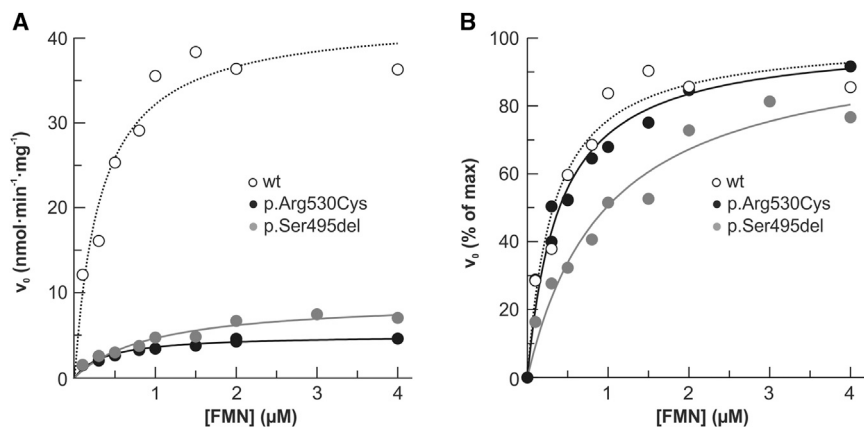 A
B
40
30
20
10
0
v₀ (nmol·min⁻¹·mg⁻¹)
wt
p.Arg530Cys
p.Ser495del
1
2
3
4
[FMN] (µM)
100
80
60
40
20
0
v₀ (% of max)
wt
p.Arg530Cys
p.Ser495del
1
2
3
4
[FMN] (µM)